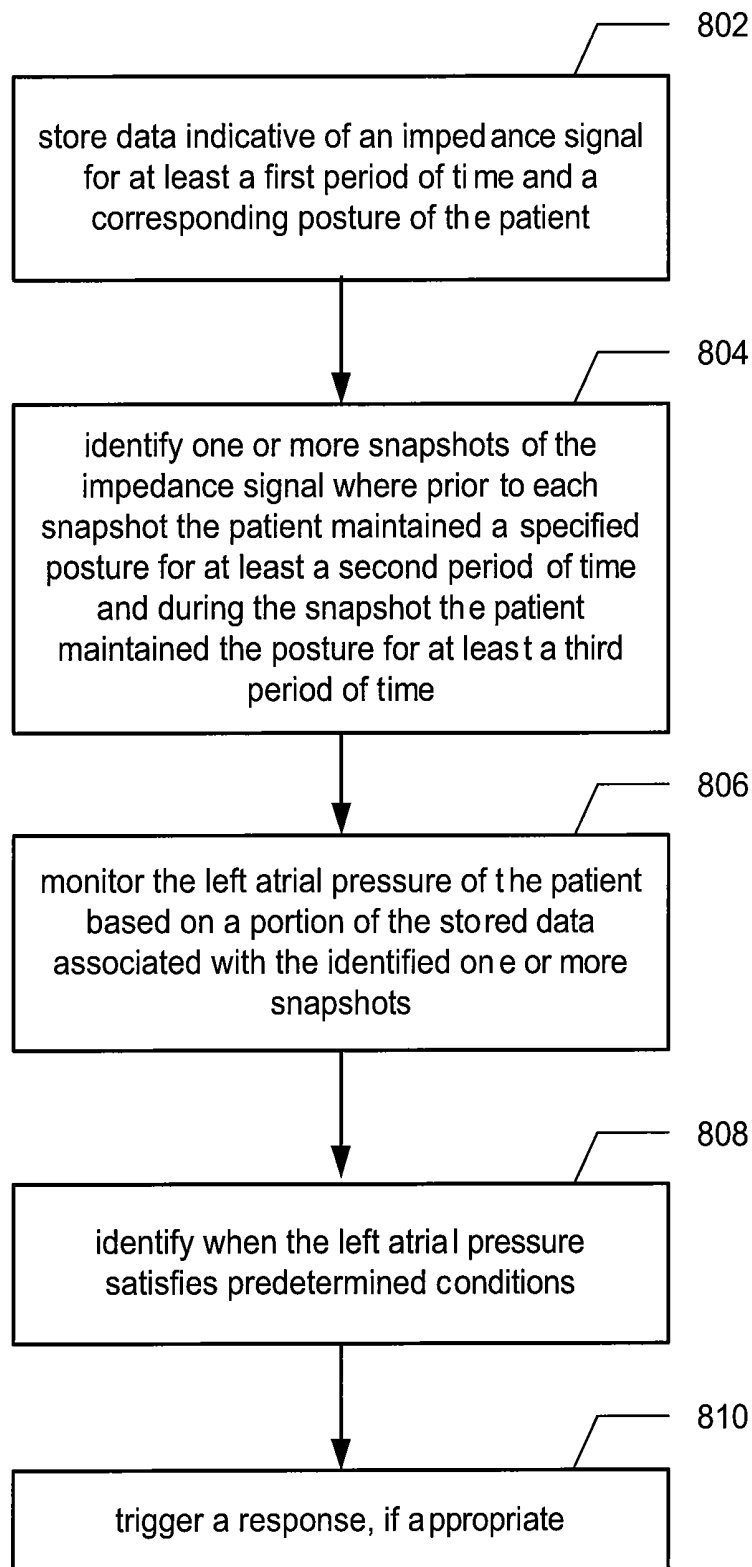 802
store data indicative of an impedance signal
for at least a first period of time and a
corresponding posture of the patient
804
identify one or more snapshots of the
impedance signal where prior to each
snapshot the patient maintained a specified
posture for at least a second period of time
and during the snapshot the patient
maintained the posture for at least a third
period of time
806
monitor the left atrial pressure of the patient
based on a portion of the stored data
associated with the identified one or more
snapshots
808
identify when the left atrial pressure
satisfies predetermined conditions
810
trigger a response, if appropriate